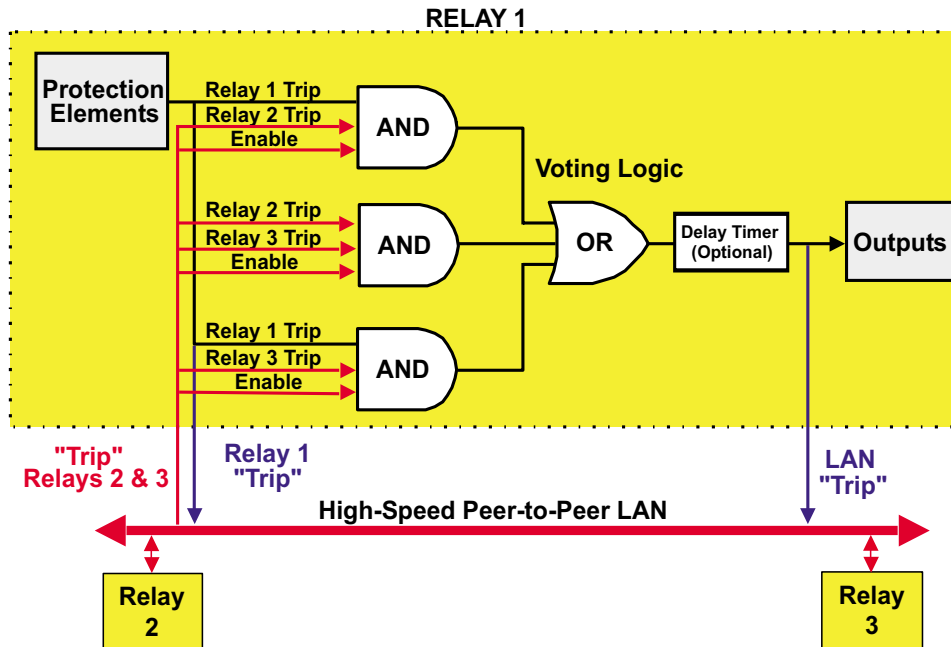 RELAY 1
Protection
Elements
Relay 1 Trip
Relay 2 Trip
Enable
AND
Voting Logic
Relay 2 Trip
Relay 3 Trip
Enable
AND
OR
Delay Timer
(Optional)
Outputs
Relay 1 Trip
Relay 3 Trip
Enable
AND
"Trip"
Relays 2 & 3
Relay 1
"Trip"
LAN
"Trip"
High-Speed Peer-to-Peer LAN
Relay
2
Relay
3